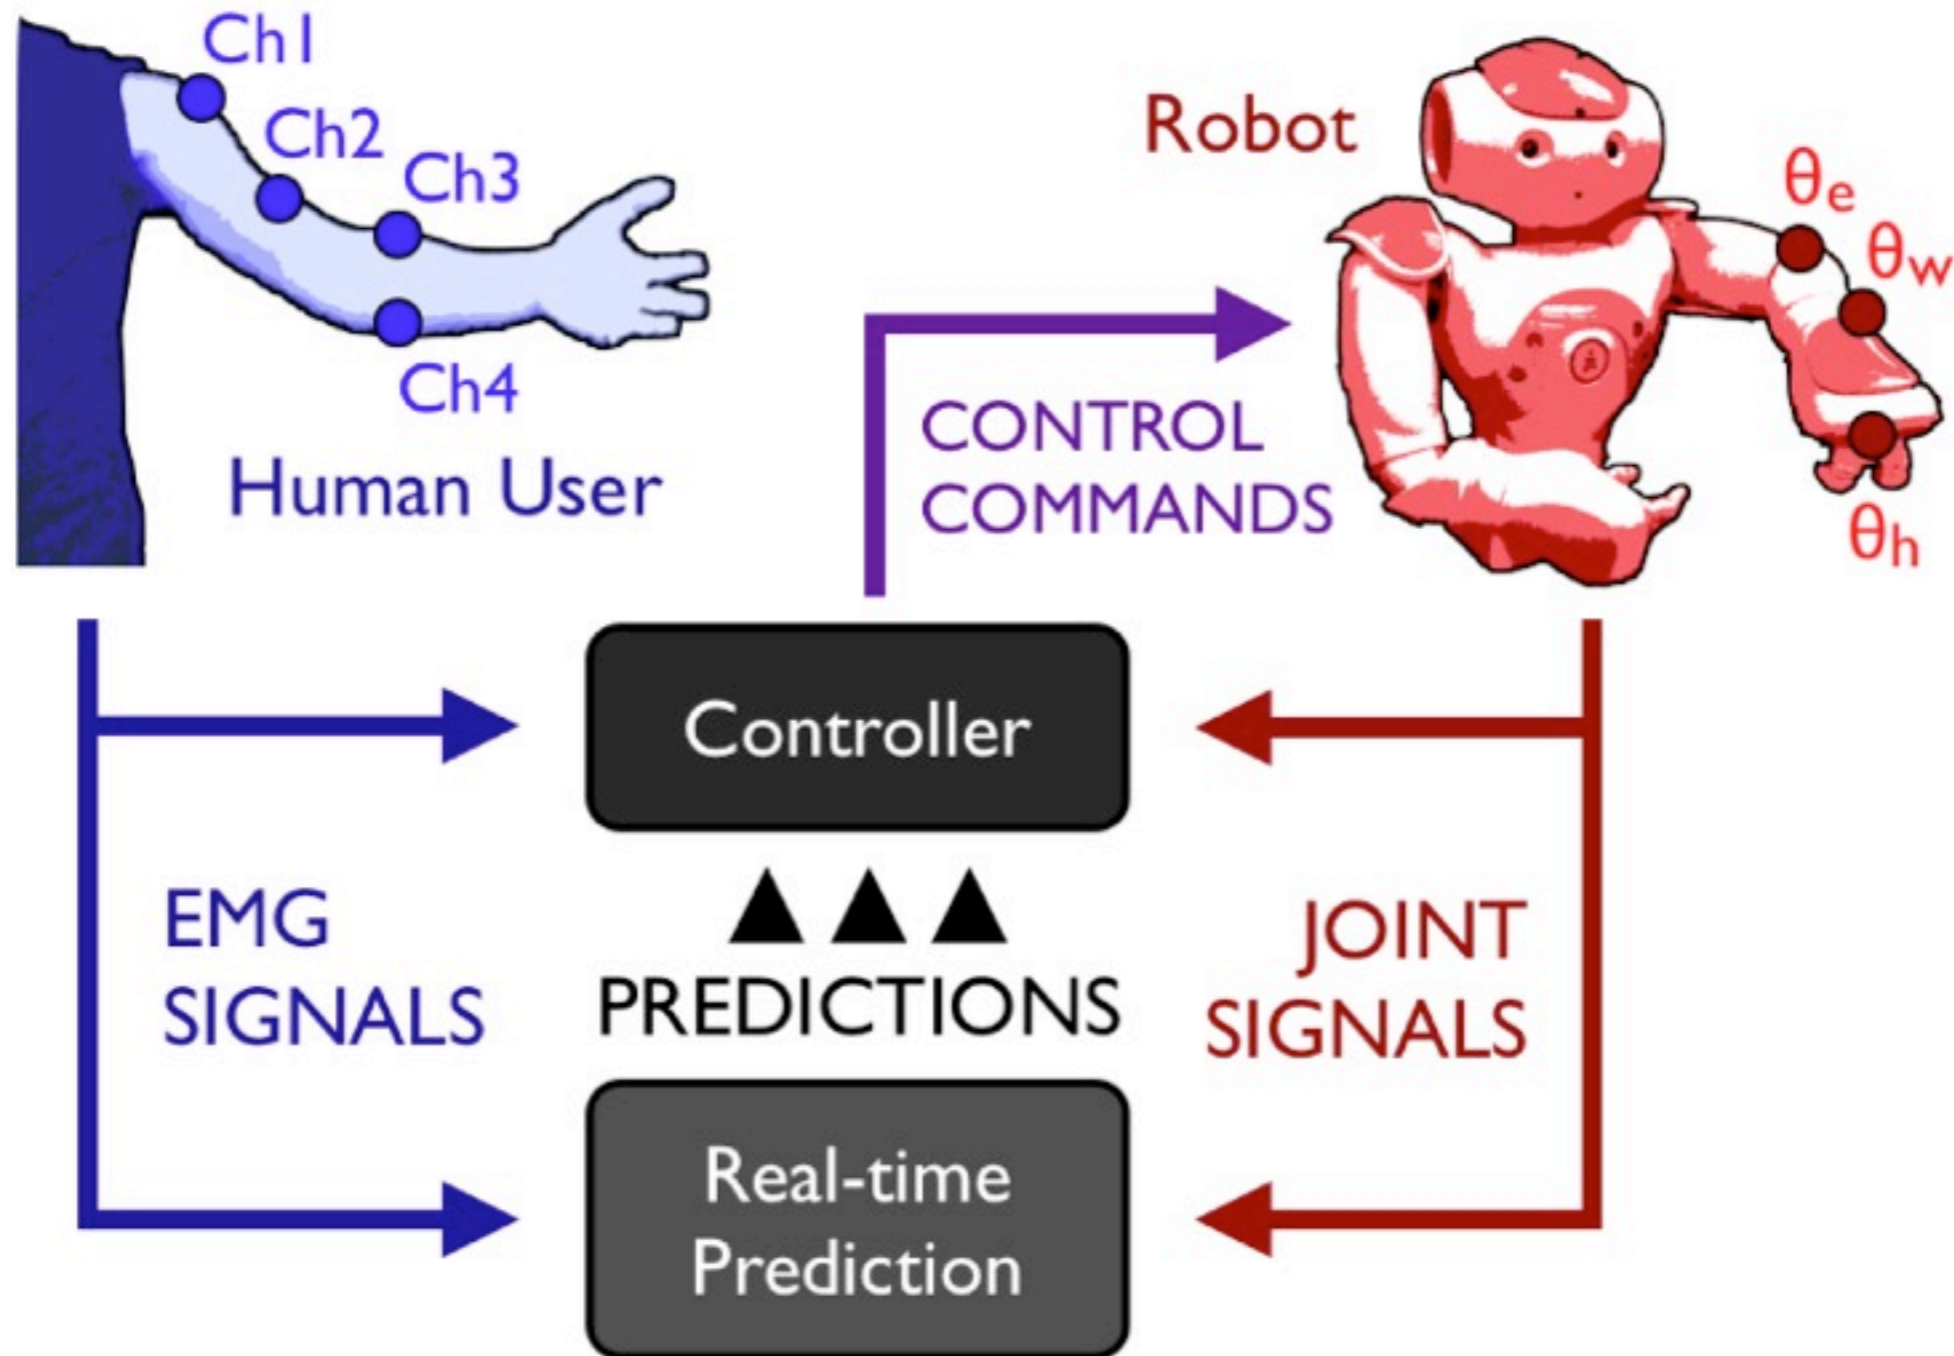 Ch1
Ch2
Ch3
Ch4
Human User
Robot
θe
θw
θh
CONTROL
COMMANDS
Controller
EMG
SIGNALS
PREDICTIONS
JOINT
SIGNALS
Real-time
Prediction